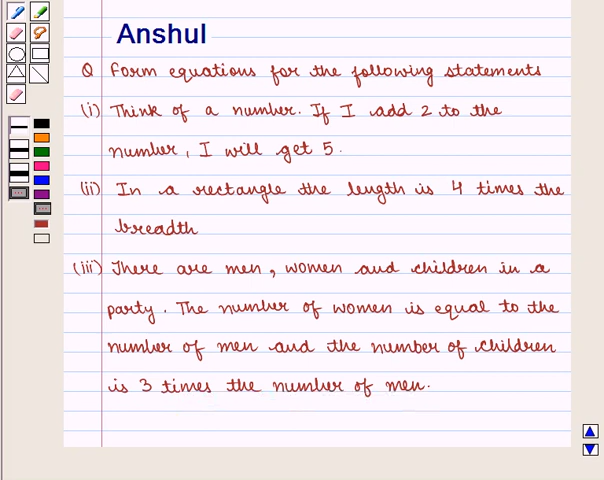 Anshul
Q Form equations for the following statements
(i) Think of a number. If I add 2 to the
number, I will get 5.
(ii) In a rectangle the length is 4 times the
breadth
(iii) There are men, women and children in a
party. The number of women is equal to the
number of men and the number of children
is 3 times the number of men.